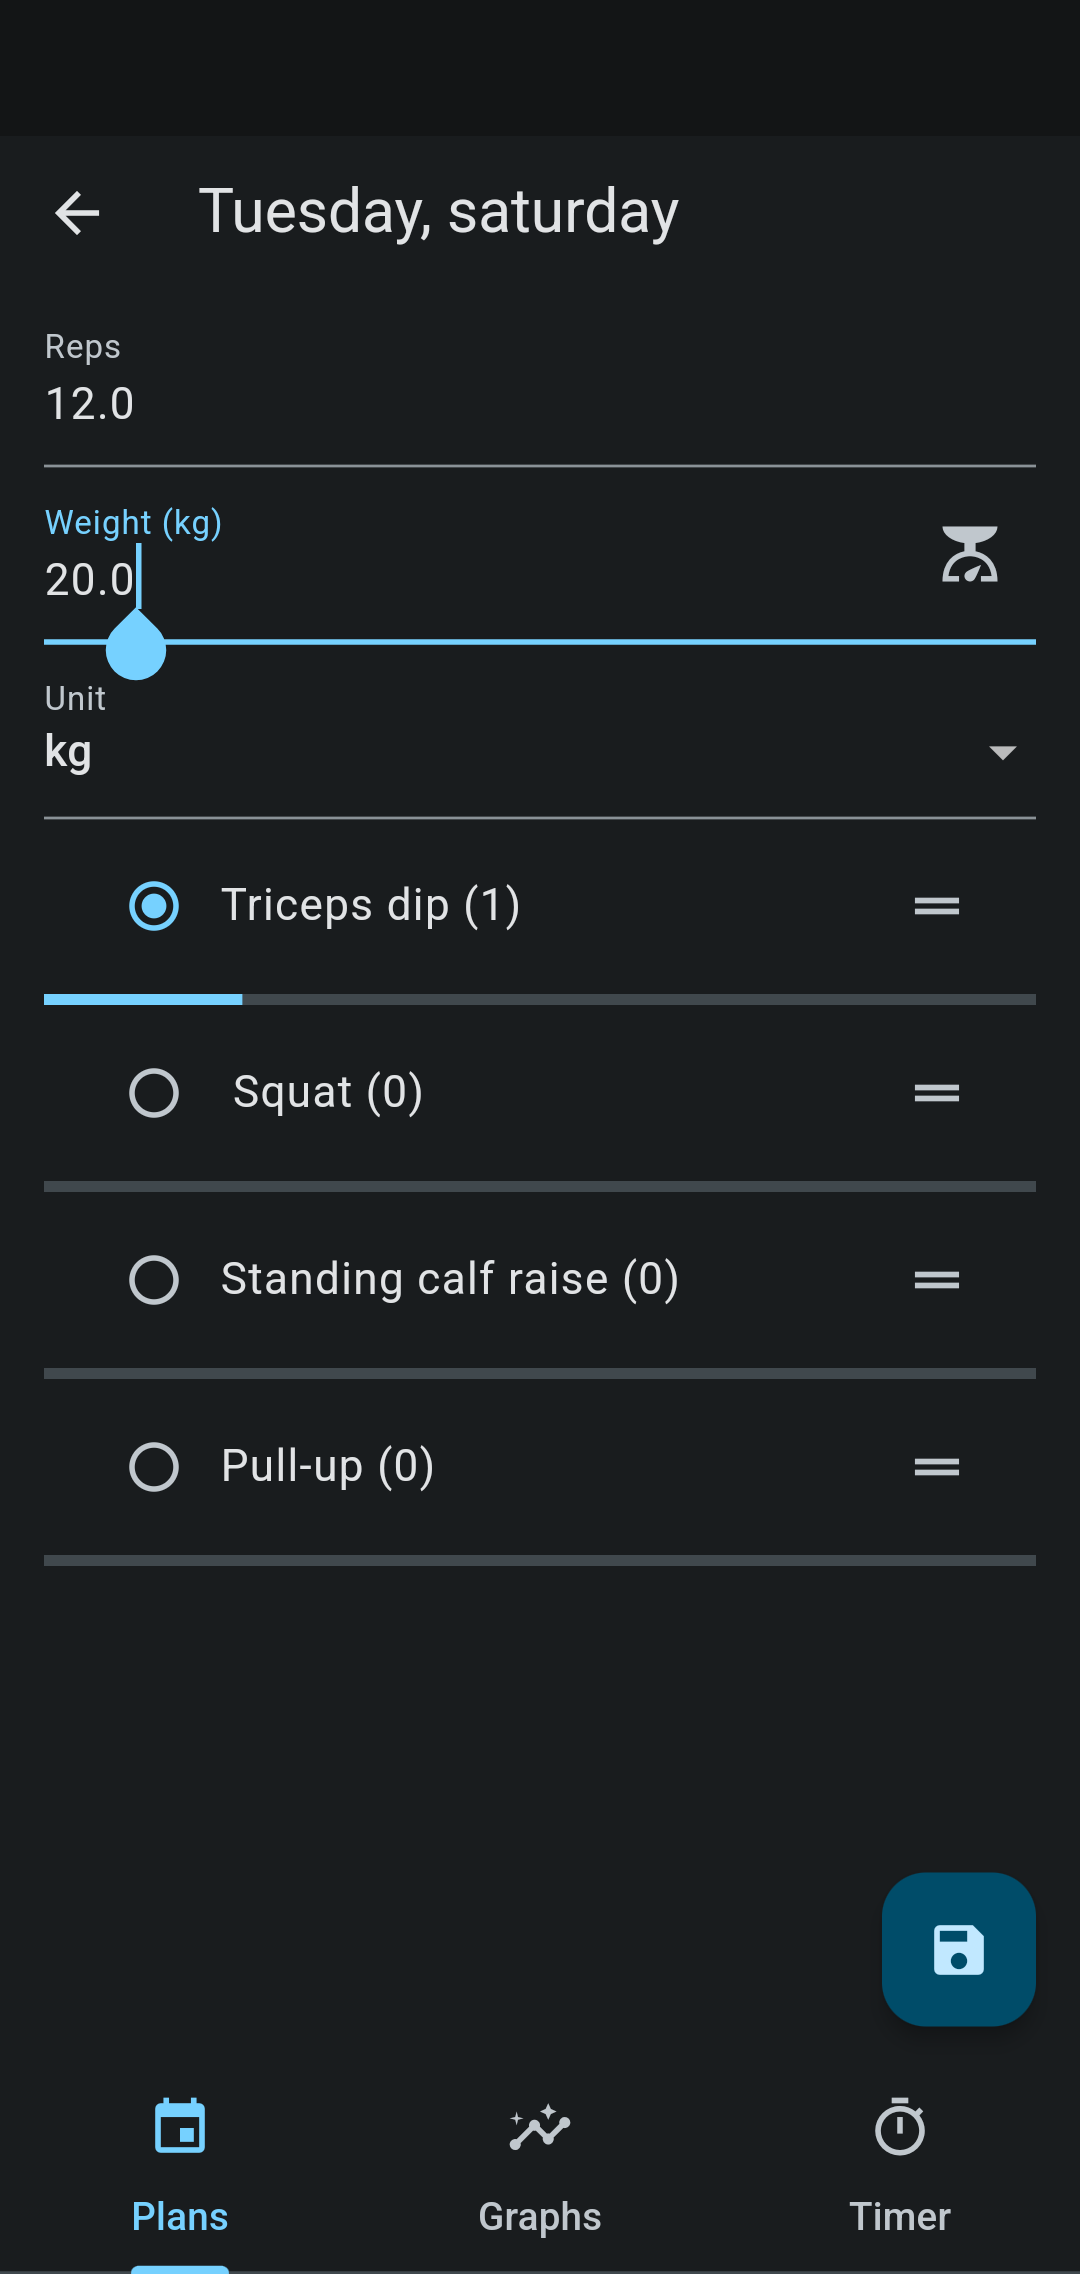 Tuesday, saturday
Reps
12.0
Weight (kg)
20.0
Unit
kg
Triceps dip (1)
Squat (0)
Standing calf raise (0)
Pull-up (0)
Plans
Graphs
Timer